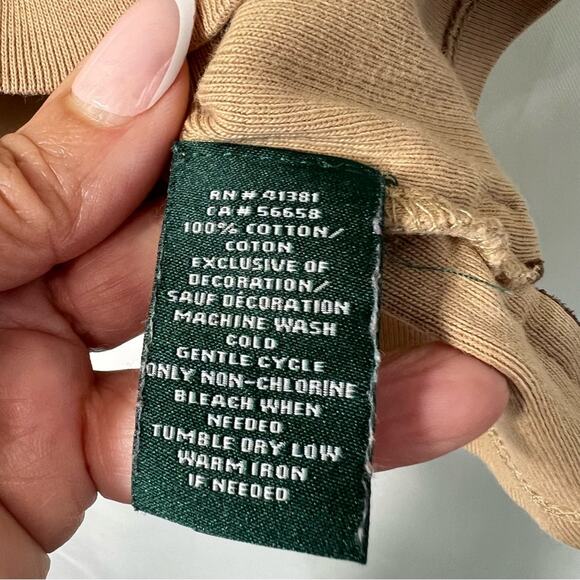 RN # 41381
CA # 56658
100% COTTON/
COTON
EXCLUSIVE OF
DECORATION/
SAUF DECORATION
MACHINE WASH
COLD
GENTLE CYCLE
ONLY NON-CHLORINE
BLEACH WHEN
NEEDED
TUMBLE DRY LOW
WARM IRON
IF NEEDED